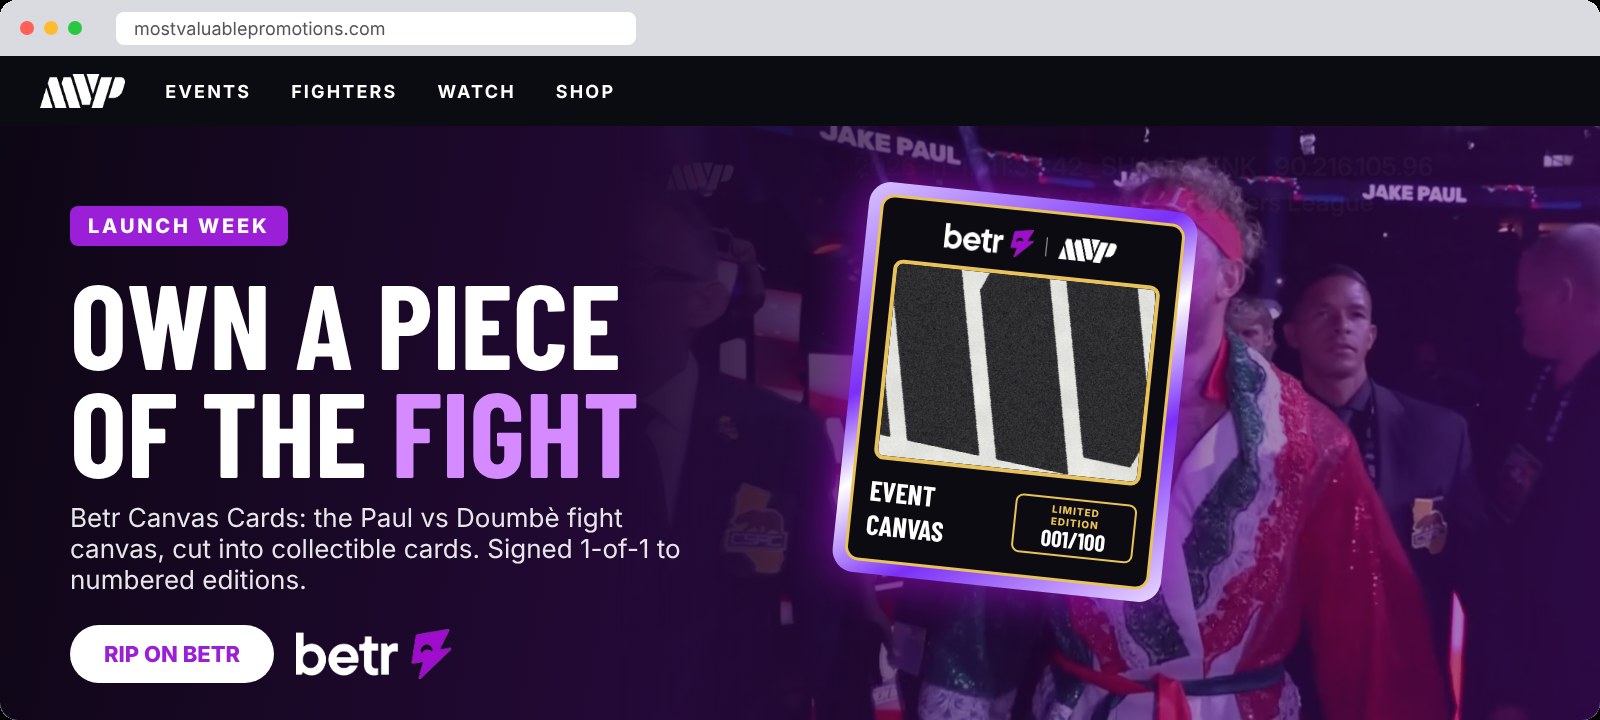 mostvaluablepromotions.com
MVP EVENTS FIGHTERS WATCH SHOP
JAKE PAUL
JAKE PAUL
LAUNCH WEEK
OWN A PIECE
OF THE FIGHT
Betr Canvas Cards: the Paul vs Doumbè fight
canvas, cut into collectible cards. Signed 1-of-1 to
numbered editions.
RIP ON BETR
betr
betr | MVP
EVENT
CANVAS
LIMITED
EDITION
001/100